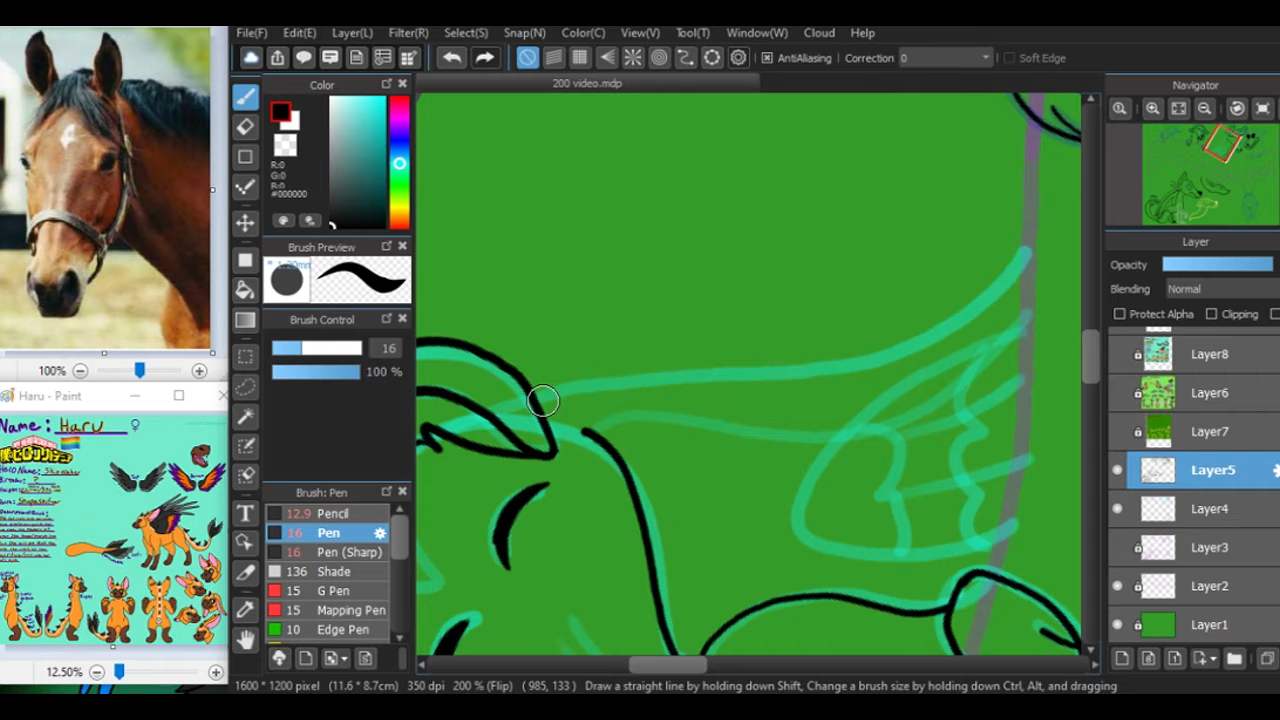 File(F) Edit(E) Layer(L) Filter(R) Select(S) Snap(N) Color(C) View(V) Tool(T) Window(W) Cloud Help
AntiAliasing Correction 0 Soft Edge
Color
200 video.mdp
Navigator
R:0
G:0
B:0
#000000
Brush Preview
Layer
Opacity
Blending Normal
Protect Alpha Clipping
Brush Control
16
100 %
Layer8
Layer6
Layer7
Layer5
Layer4
Layer3
Layer2
Layer1
Brush: Pen
12.9 Pencil
16 Pen
16 Pen (Sharp)
136 Shade
15 G Pen
15 Mapping Pen
10 Edge Pen
100%
Haru - Paint
Name: Haru
12.50%
1600 * 1200 pixel (11.6 * 8.7cm) 350 dpi 200 % (Flip) ( 985, 133 ) Draw a straight line by holding down Shift, Change a brush size by holding down Ctrl, Alt, and dragging